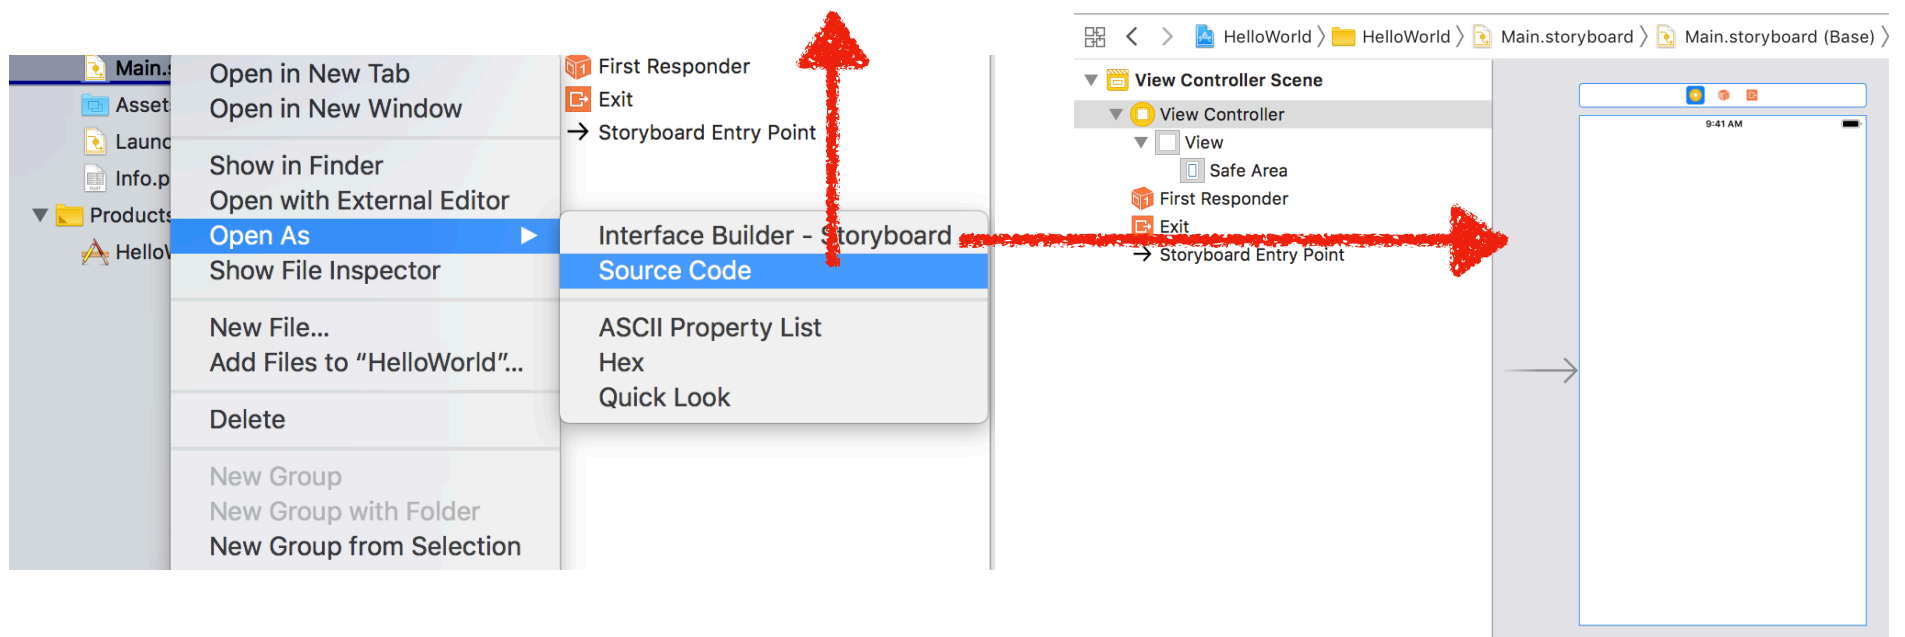 Main.s
Asset
Launc
Info.p
Products
HelloW
Open in New Tab
Open in New Window
Show in Finder
Open with External Editor
Open As
Show File Inspector
New File...
Add Files to “HelloWorld”...
Delete
New Group
New Group with Folder
New Group from Selection
First Responder
Exit
Storyboard Entry Point
Interface Builder - Storyboard
Source Code
ASCII Property List
Hex
Quick Look
HelloWorld 〉 HelloWorld 〉 Main.storyboard 〉 Main.storyboard (Base) 〉
View Controller Scene
View Controller
View
Safe Area
First Responder
Exit
Storyboard Entry Point
9:41 AM